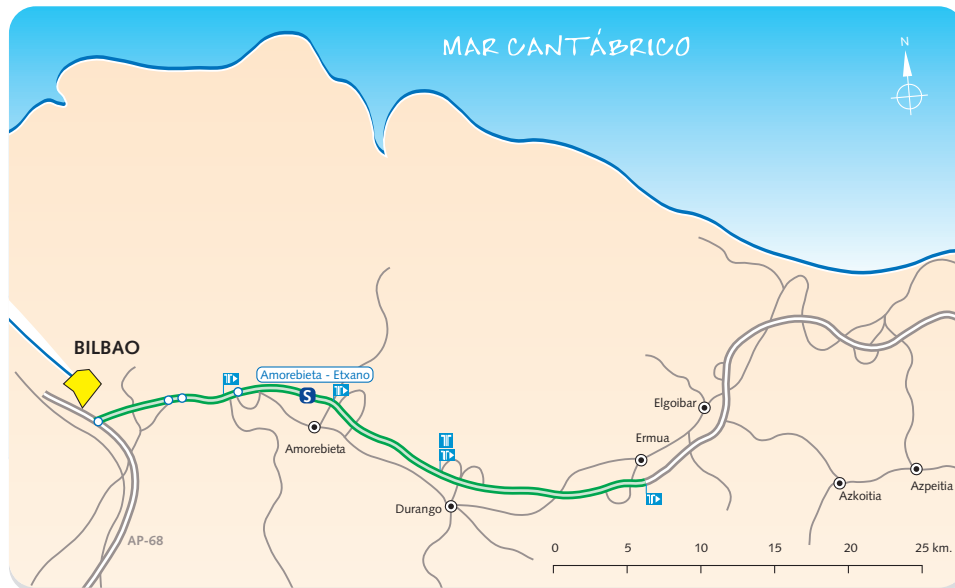 MAR CANTÁBRICO
N
BILBAO
Amorebieta - Etxano
T
T
S
Amorebieta
Elgoibar
Ermua
T
T
Durango
T
Azkoitia
Azpeitia
AP-68
0 5 10 15 20 25 km.